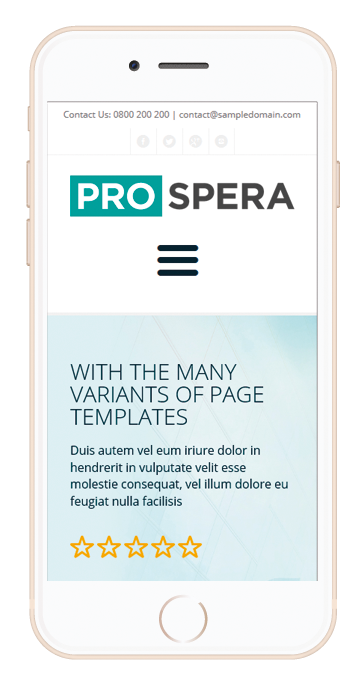 Contact Us: 0800 200 200 | contact@sampledomain.com
PRO SPERA
WITH THE MANY
VARIANTS OF PAGE
TEMPLATES
Duis autem vel eum iriure dolor in
hendrerit in vulputate velit esse
molestie consequat, vel illum dolore eu
feugiat nulla facilisis